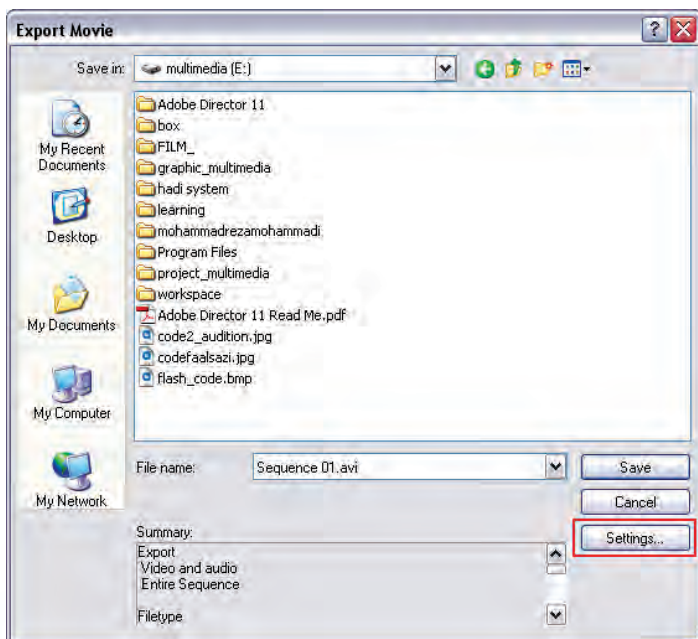 Export Movie
Save in:
multimedia (E:)
My Recent
Documents
Desktop
My Documents
My Computer
My Network
Adobe Director 11
box
FILM_
graphic_multimedia
hadi system
learning
mohammadrezamohammadi
Program Files
project_multimedia
workspace
Adobe Director 11 Read Me.pdf
code2_audition.jpg
codefaalsazi.jpg
flash_code.bmp
File name:
Sequence 01.avi
Save
Cancel
Settings...
Summary:
Export
Video and audio
Entire Sequence
Filetype